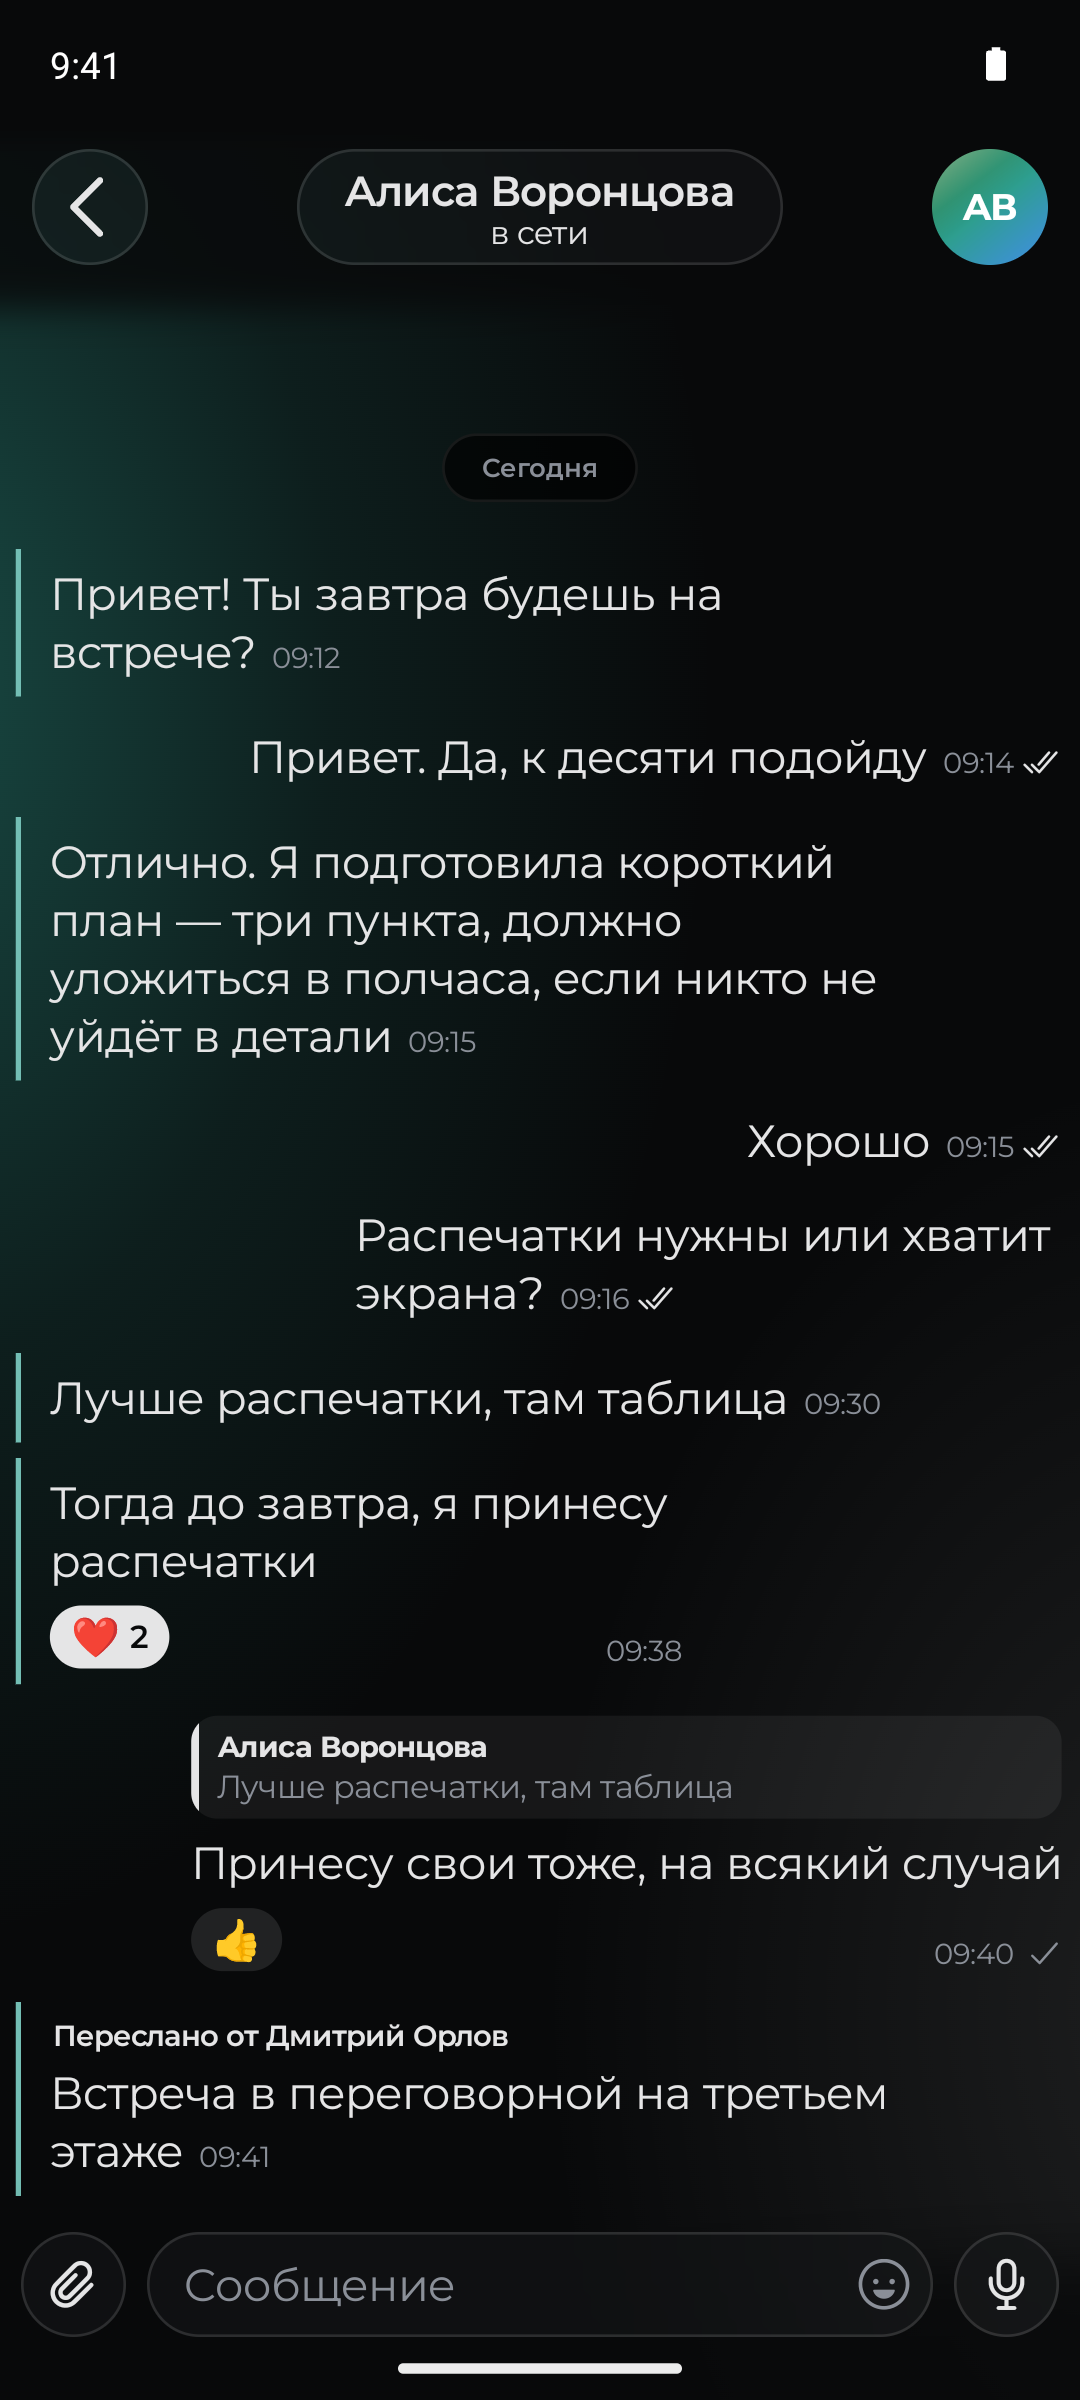 9:41
Алиса Воронцова
в сети
АВ
Сегодня
Привет! Ты завтра будешь на
встрече? 09:12
Привет. Да, к десяти подойду 09:14
Отлично. Я подготовила короткий
план — три пункта, должно
уложиться в полчаса, если никто не
уйдёт в детали 09:15
Хорошо 09:15
Распечатки нужны или хватит
экрана? 09:16
Лучше распечатки, там таблица 09:30
Тогда до завтра, я принесу
распечатки
❤️ 2 09:38
Алиса Воронцова
Лучше распечатки, там таблица
Принесу свои тоже, на всякий случай
👍 09:40
Переслано от Дмитрий Орлов
Встреча в переговорной на третьем
этаже 09:41
Сообщение